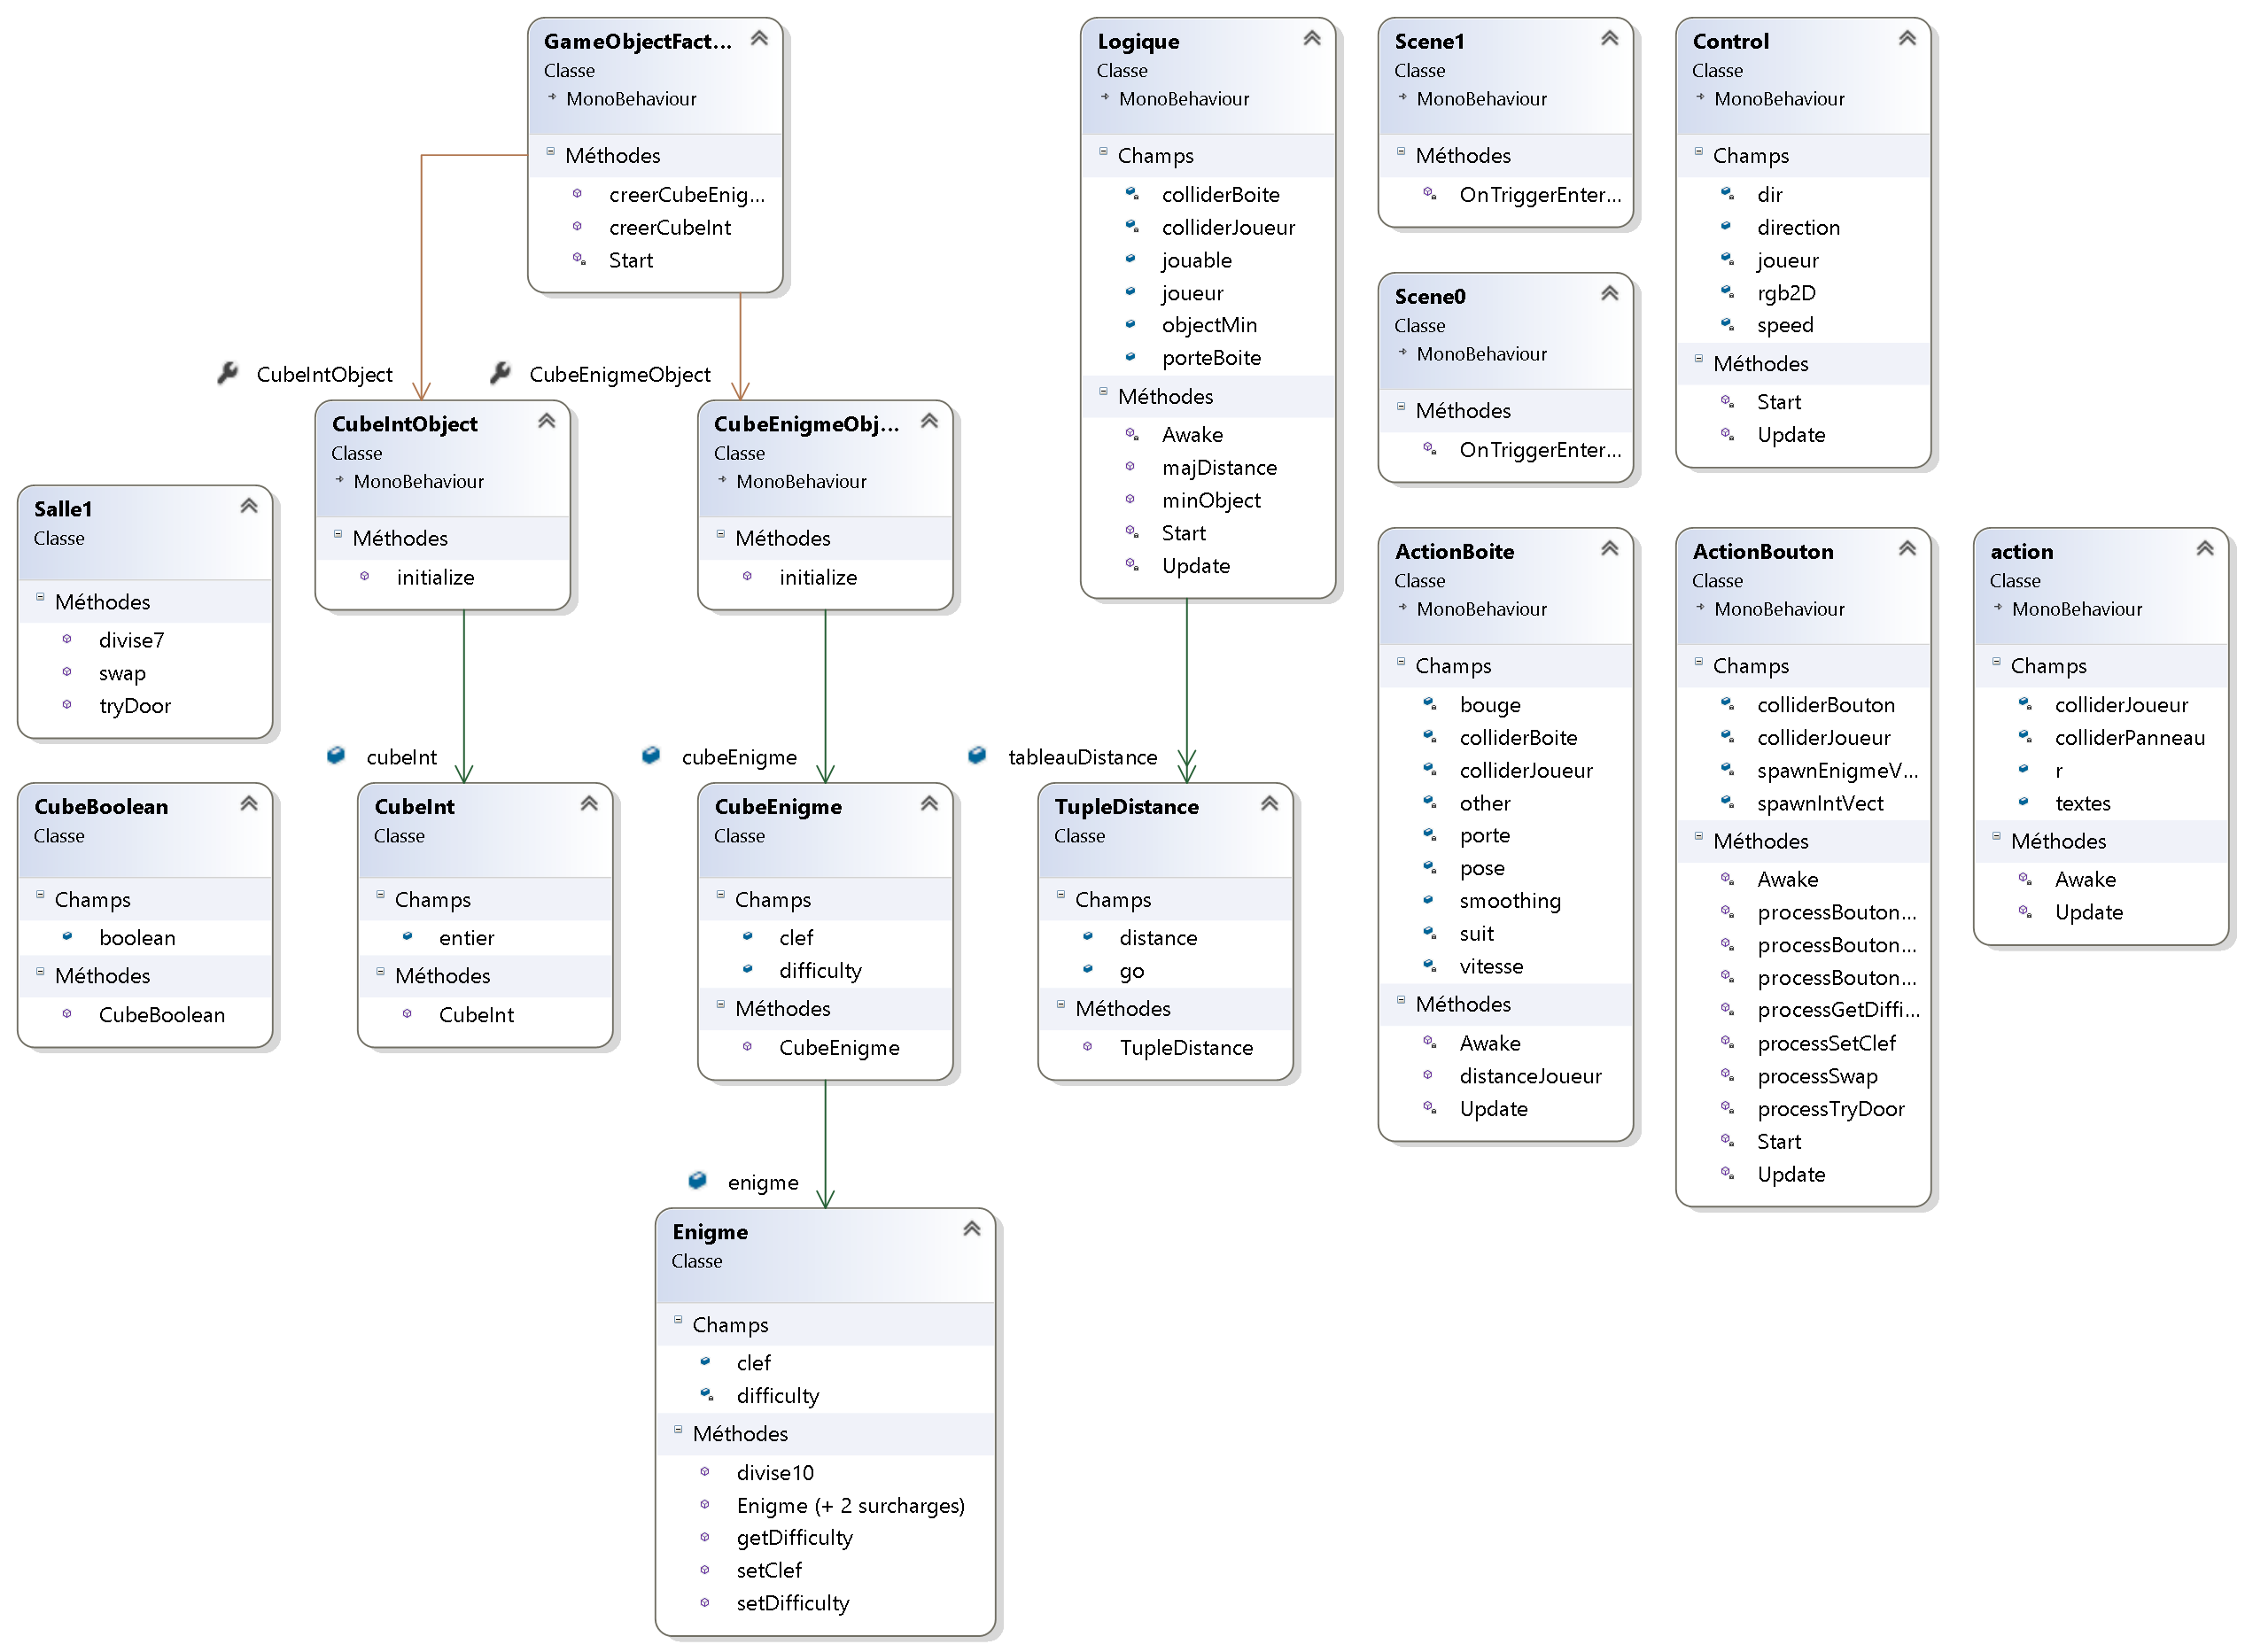 GameObjectFact...
Classe
MonoBehaviour
Méthodes
creerCubeEnig...
creerCubeInt
Start
CubeIntObject
CubeEnigmeObject
CubeIntObject
Classe
MonoBehaviour
Méthodes
initialize
CubeEnigmeObj...
Classe
MonoBehaviour
Méthodes
initialize
Salle1
Classe
Méthodes
divise7
swap
tryDoor
CubeBoolean
Classe
Champs
boolean
Méthodes
CubeBoolean
cubeInt
CubeInt
Classe
Champs
entier
Méthodes
CubeInt
cubeEnigme
CubeEnigme
Classe
Champs
clef
difficulty
Méthodes
CubeEnigme
enigme
Enigme
Classe
Champs
clef
difficulty
Méthodes
divise10
Enigme (+ 2 surcharges)
getDifficulty
setClef
setDifficulty
Logique
Classe
MonoBehaviour
Champs
colliderBoite
colliderJoueur
jouable
joueur
objectMin
porteBoite
Méthodes
Awake
majDistance
minObject
Start
Update
tableauDistance
TupleDistance
Classe
Champs
distance
go
Méthodes
TupleDistance
Scene1
Classe
MonoBehaviour
Méthodes
OnTriggerEnter...
Scene0
Classe
MonoBehaviour
Méthodes
OnTriggerEnter...
Control
Classe
MonoBehaviour
Champs
dir
direction
joueur
rgb2D
speed
Méthodes
Start
Update
ActionBoite
Classe
MonoBehaviour
Champs
bouge
colliderBoite
colliderJoueur
other
porte
pose
smoothing
suit
vitesse
Méthodes
Awake
distanceJoueur
Update
ActionBouton
Classe
MonoBehaviour
Champs
colliderBouton
colliderJoueur
spawnEnigmeV...
spawnIntVect
Méthodes
Awake
processBouton...
processBouton...
processBouton...
processGetDiffi...
processSetClef
processSwap
processTryDoor
Start
Update
action
Classe
MonoBehaviour
Champs
colliderJoueur
colliderPanneau
r
textes
Méthodes
Awake
Update